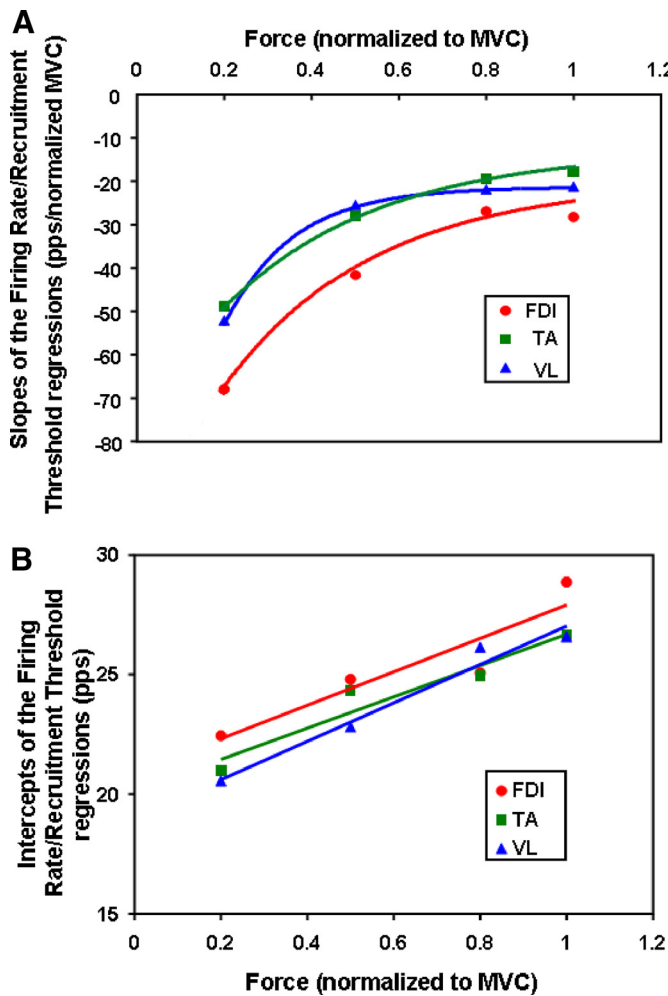 A
Force (normalized to MVC)
0 0.2 0.4 0.6 0.8 1 1.2
Slopes of the Firing Rate/Recruitment
Threshold regressions (pps/normalized MVC)
0
-10
-20
-30
-40
-50
-60
-70
-80
FDI
TA
VL
B
Intercepts of the Firing
Rate/Recruitment Threshold
regressions (pps)
30
25
20
15
FDI
TA
VL
0 0.2 0.4 0.6 0.8 1 1.2
Force (normalized to MVC)